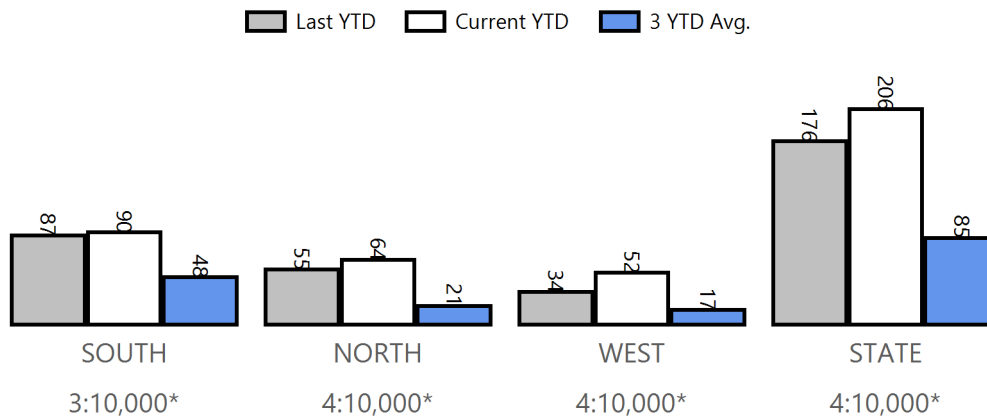 Last YTD Current YTD 3 YTD Avg.
87 90 48 55 64 21 34 52 17 176 206 85
SOUTH NORTH WEST STATE
3:10,000* 4:10,000* 4:10,000* 4:10,000*